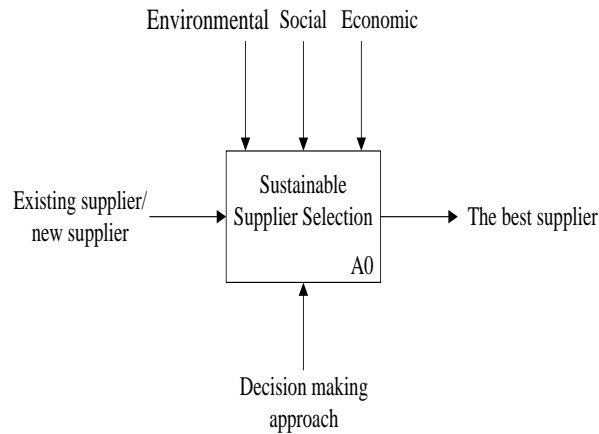 Environmental Social Economic
Existing supplier/
new supplier
Sustainable
Supplier Selection
A0
The best supplier
Decision making
approach